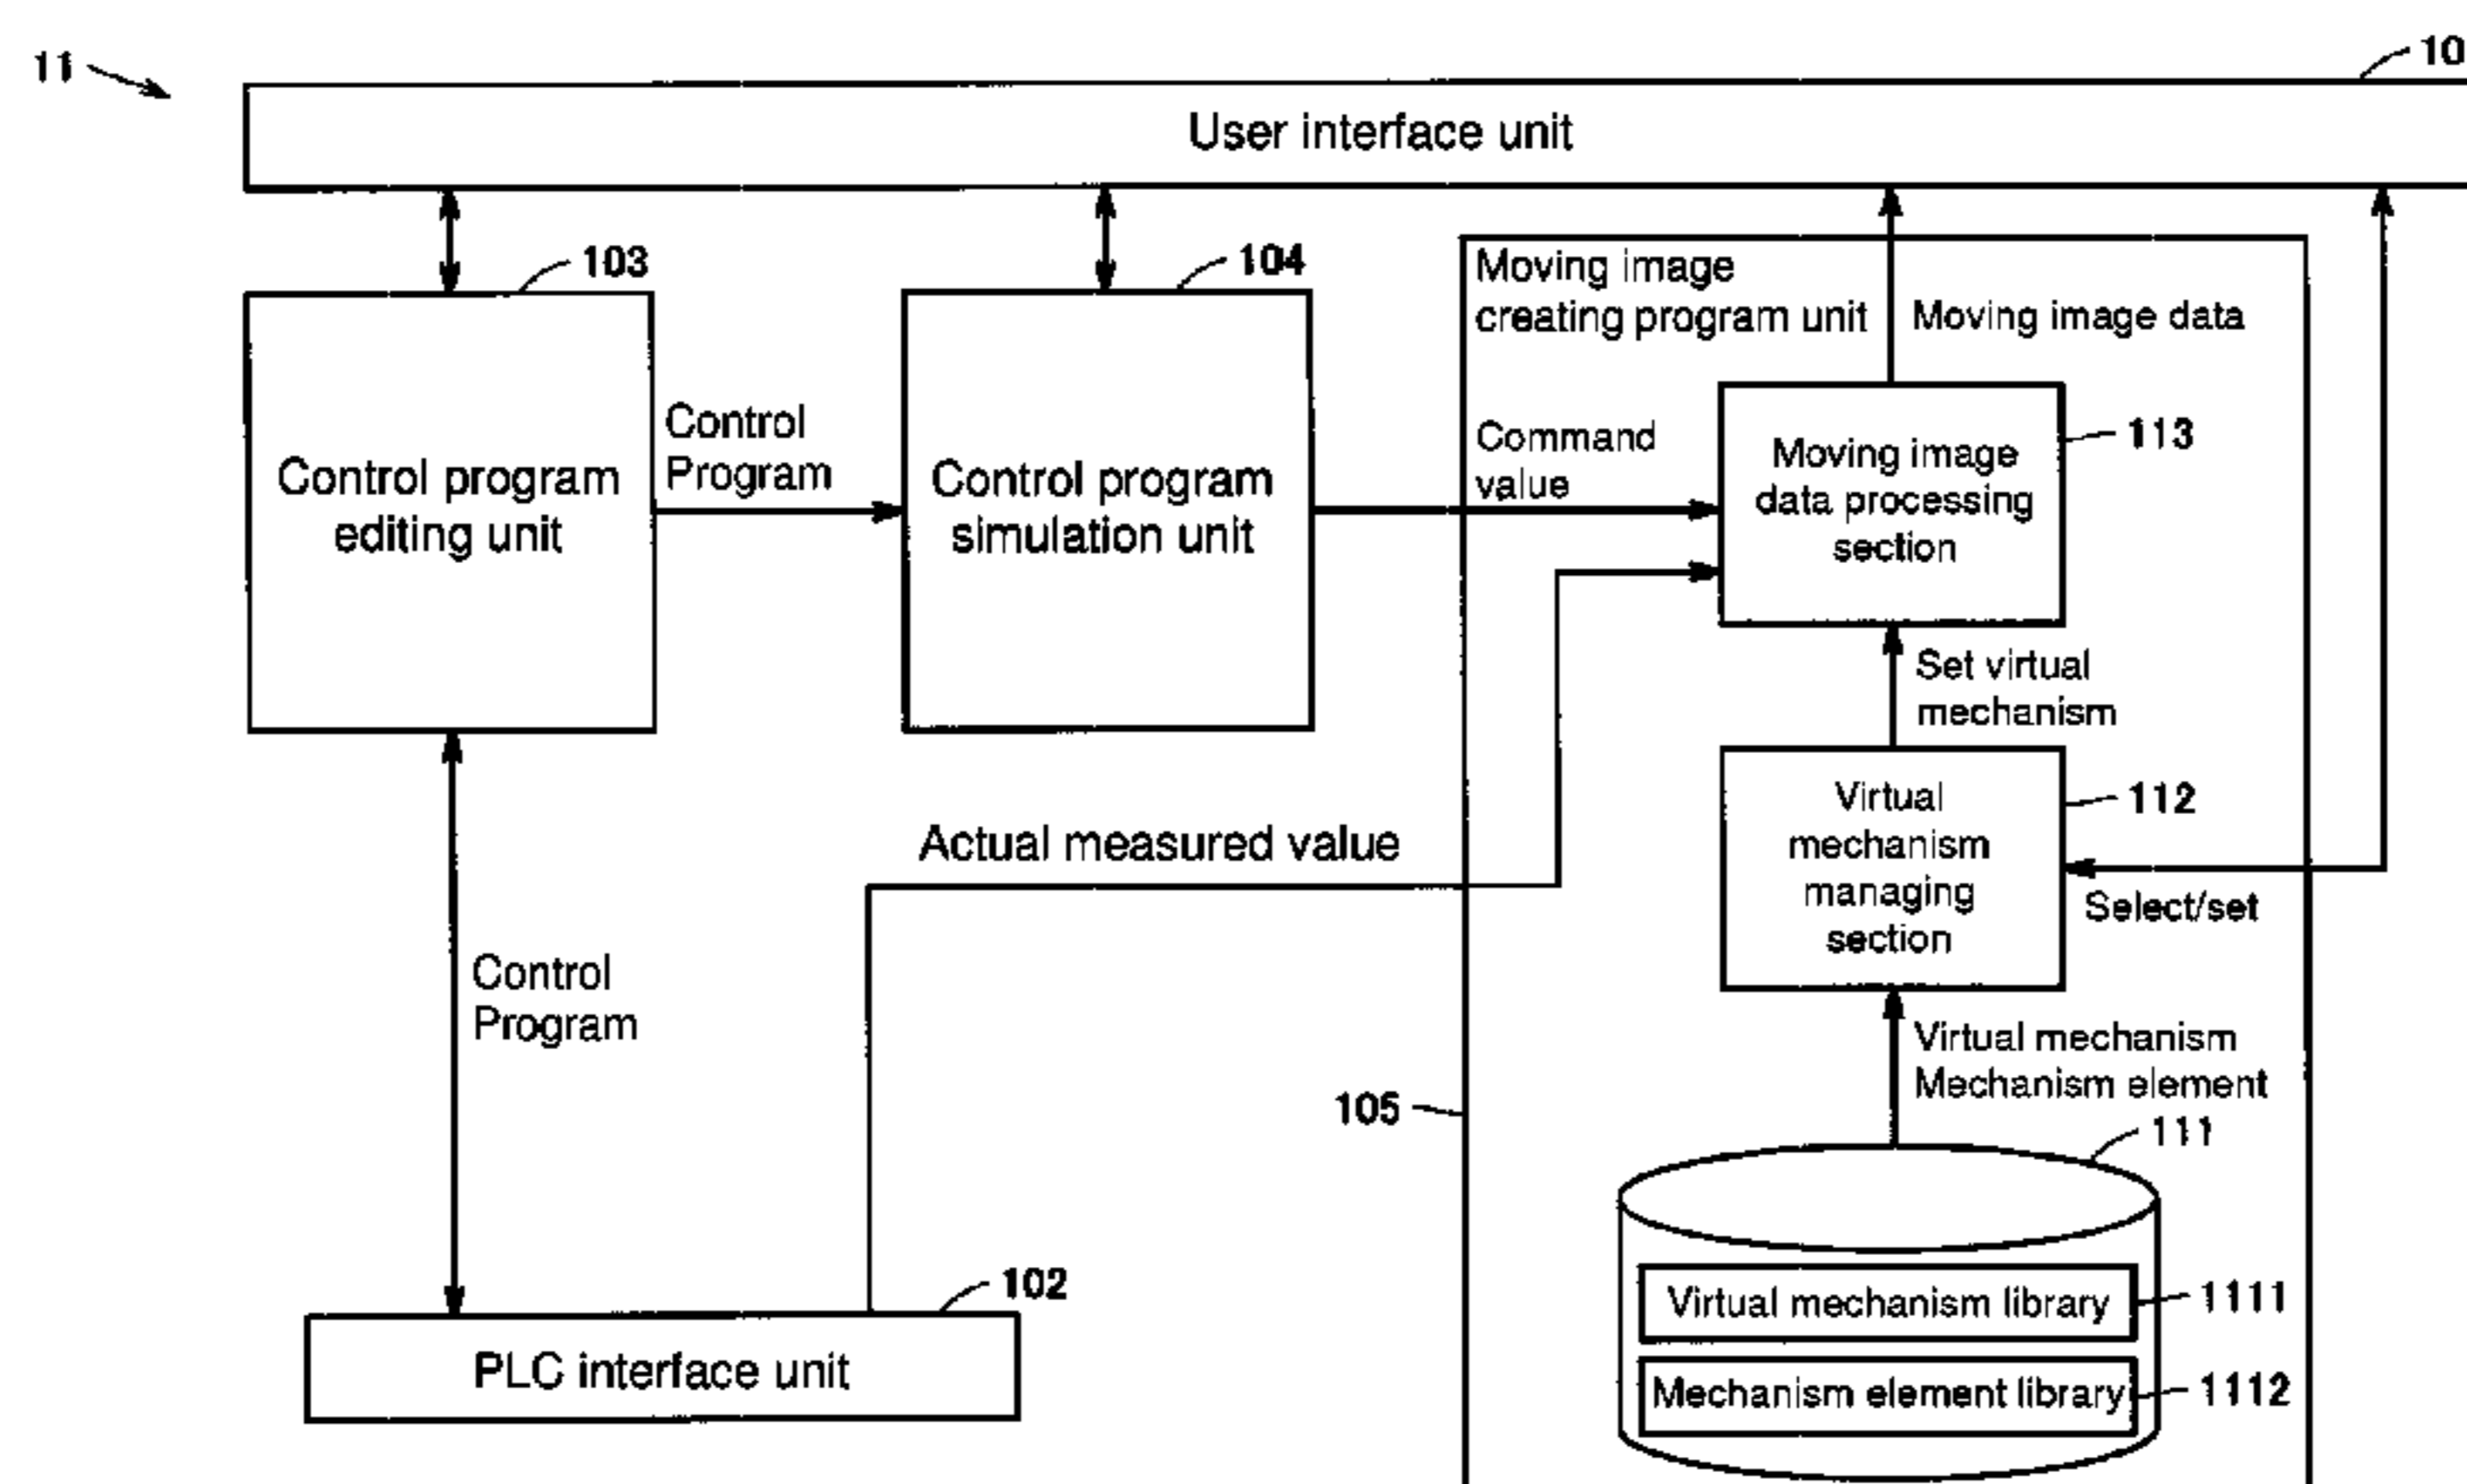 11
10
User interface unit
103
104
Moving image
creating program unit
Moving image data
Control
Program
Control program
editing unit
Control program
simulation unit
Command
value
Moving image
data processing
section
113
Set virtual
mechanism
Virtual
mechanism
managing
section
112
Select/set
Actual measured value
Control
Program
Virtual mechanism
Mechanism element
105
111
102
PLC interface unit
Virtual mechanism library
1111
Mechanism element library
1112